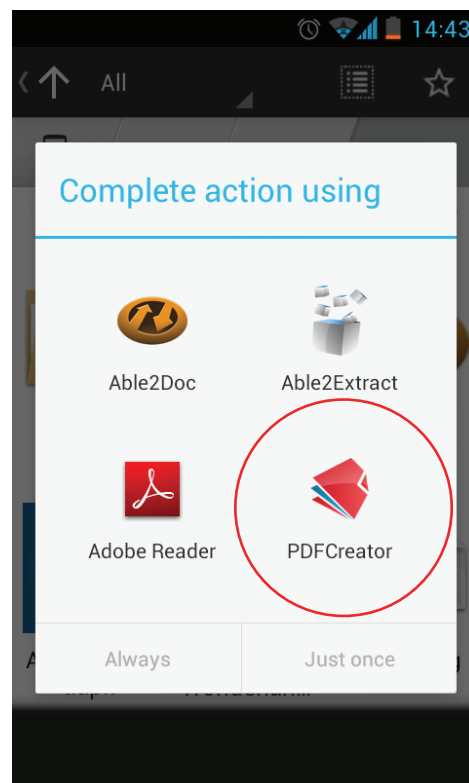 14:43
All
Complete action using
Able2Doc
Able2Extract
Adobe Reader
PDFCreator
Always
Just once